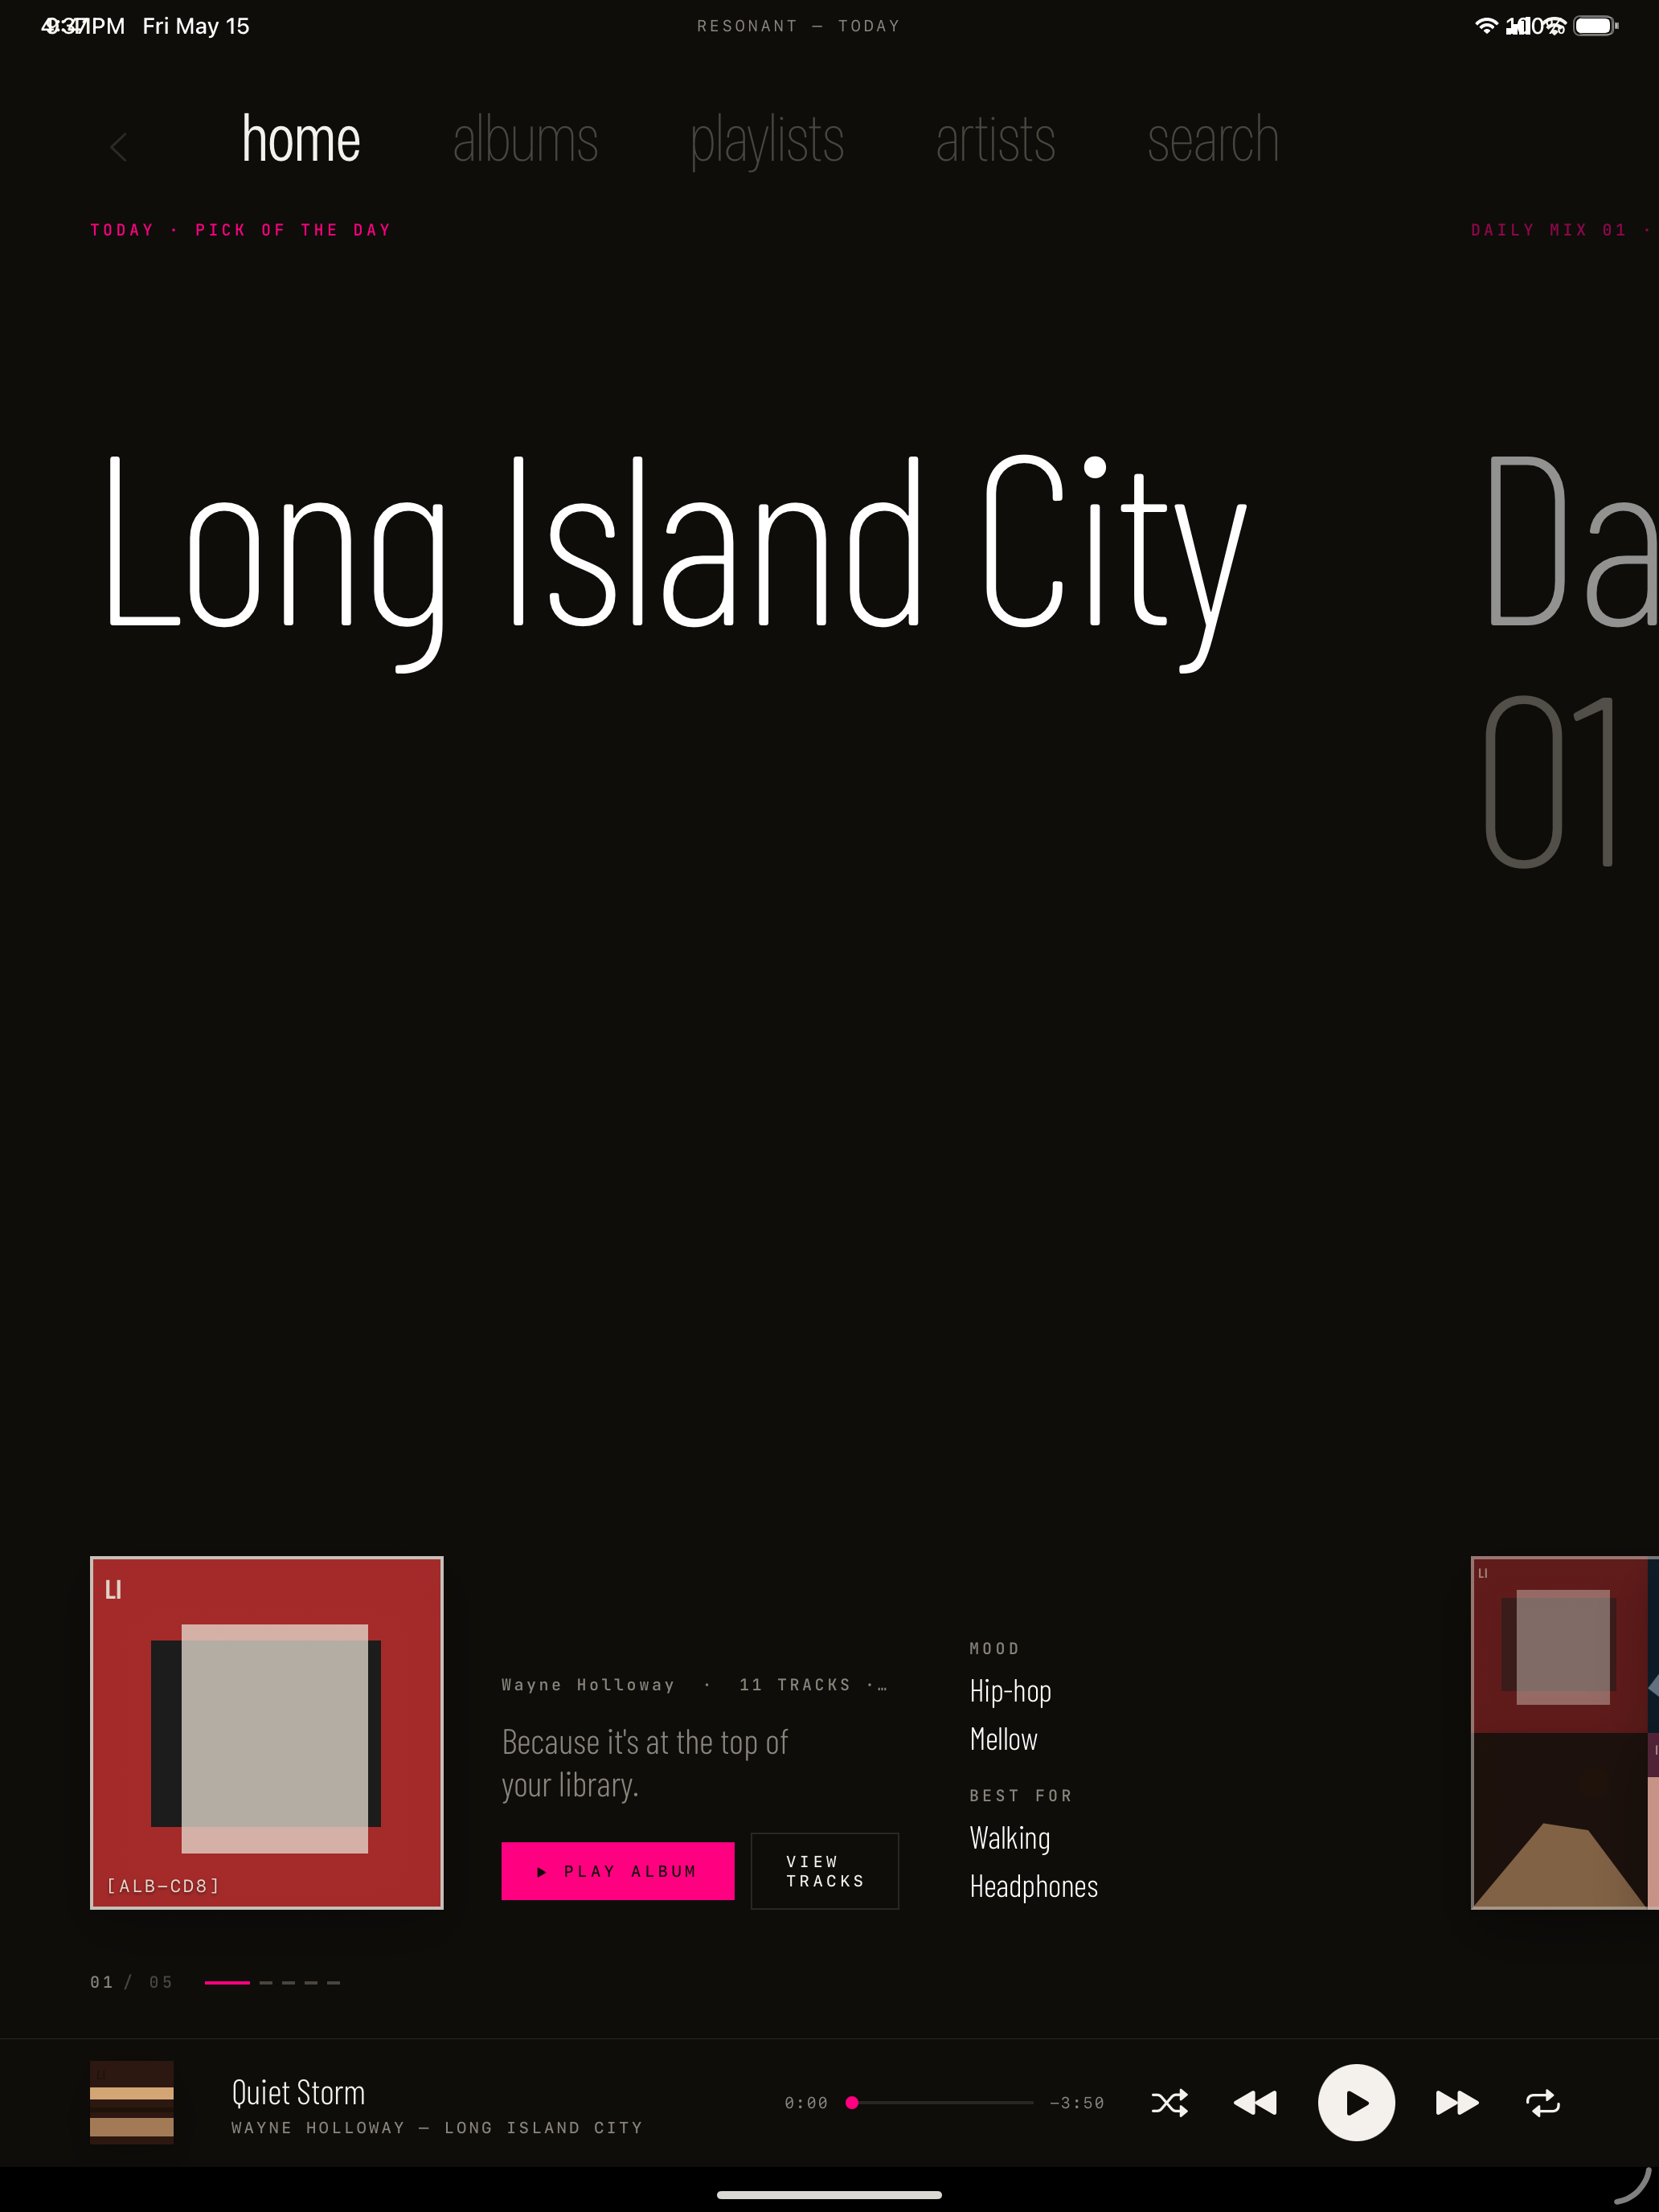 Fri May 15
RESONANT — TODAY
home
albums
playlists
artists
search
TODAY · PICK OF THE DAY
DAILY MIX 01 ·
Long Island City
Da
01
LI
[ALB-CD8]
Wayne Holloway · 11 TRACKS ·…
Because it's at the top of
your library.
▶ PLAY ALBUM
VIEW
TRACKS
MOOD
Hip-hop
Mellow
BEST FOR
Walking
Headphones
LI
01 / 05
Quiet Storm
WAYNE HOLLOWAY — LONG ISLAND CITY
0:00
-3:50